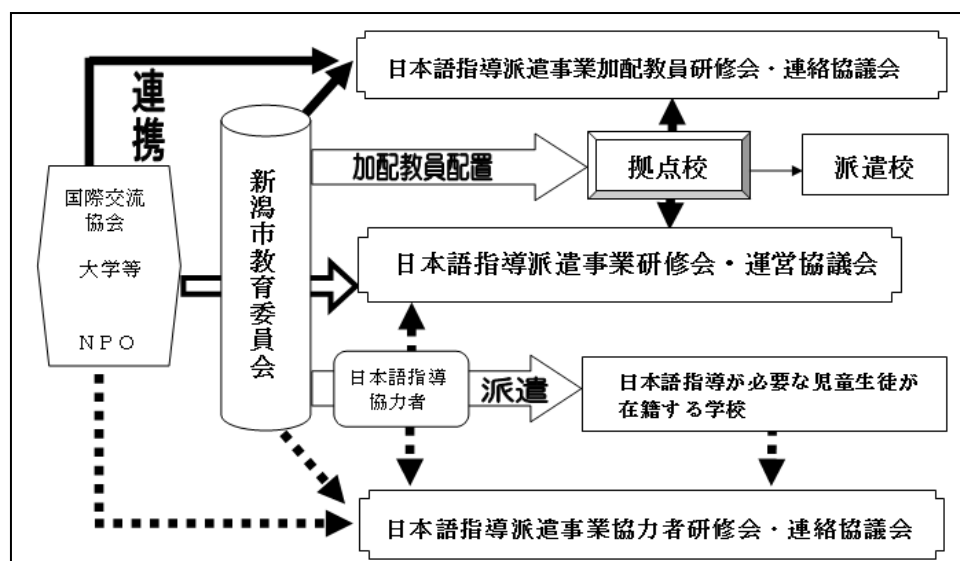 日本語指導派遣事業加配教員研修会・連絡協議会
連携
新潟市教育委員会
加配教員配置
拠点校
派遣校
国際交流
協会
大学等
NPO
日本語指導派遣事業研修会・運営協議会
日本語指導
協力者
派遣
日本語指導が必要な児童生徒が
在籍する学校
日本語指導派遣事業協力者研修会・連絡協議会